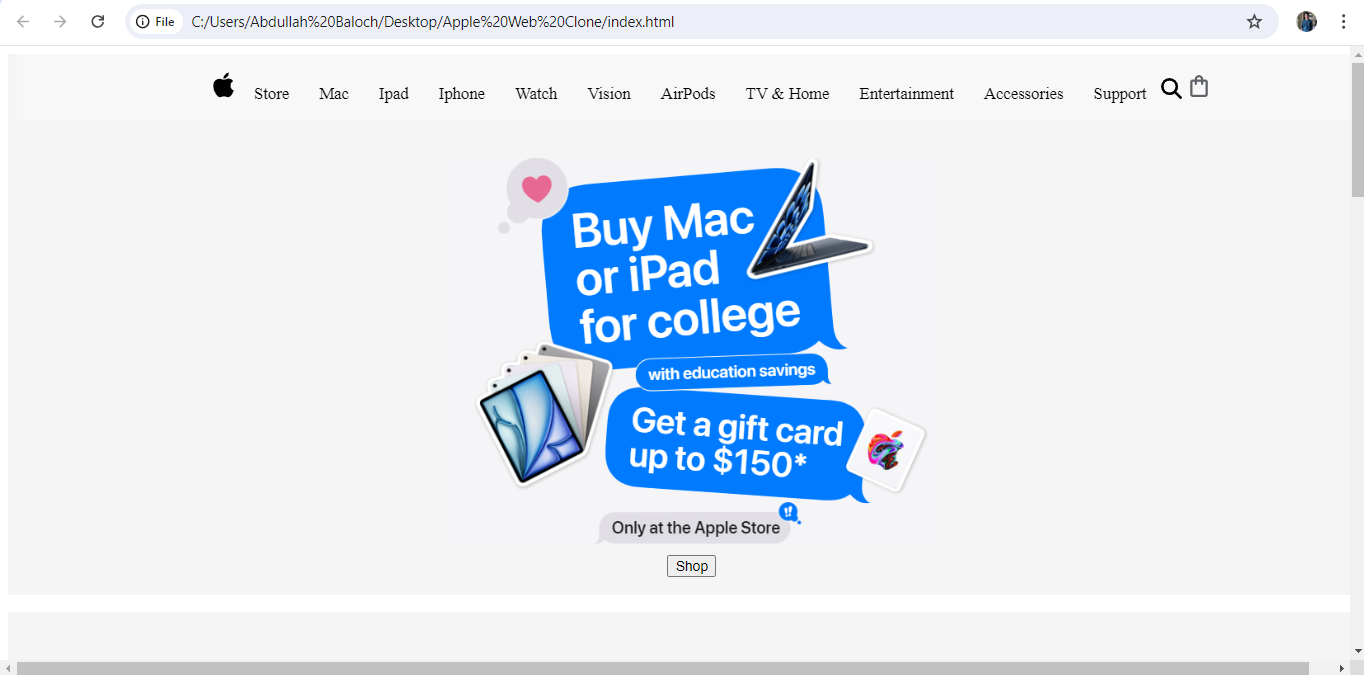 File C:/Users/Abdullah%20Baloch/Desktop/Apple%20Web%20Clone/index.html
Store Mac Ipad Iphone Watch Vision AirPods TV & Home Entertainment Accessories Support
Buy Mac
or iPad
for college
with education savings
Get a gift card
up to $150*
!!
Only at the Apple Store
Shop